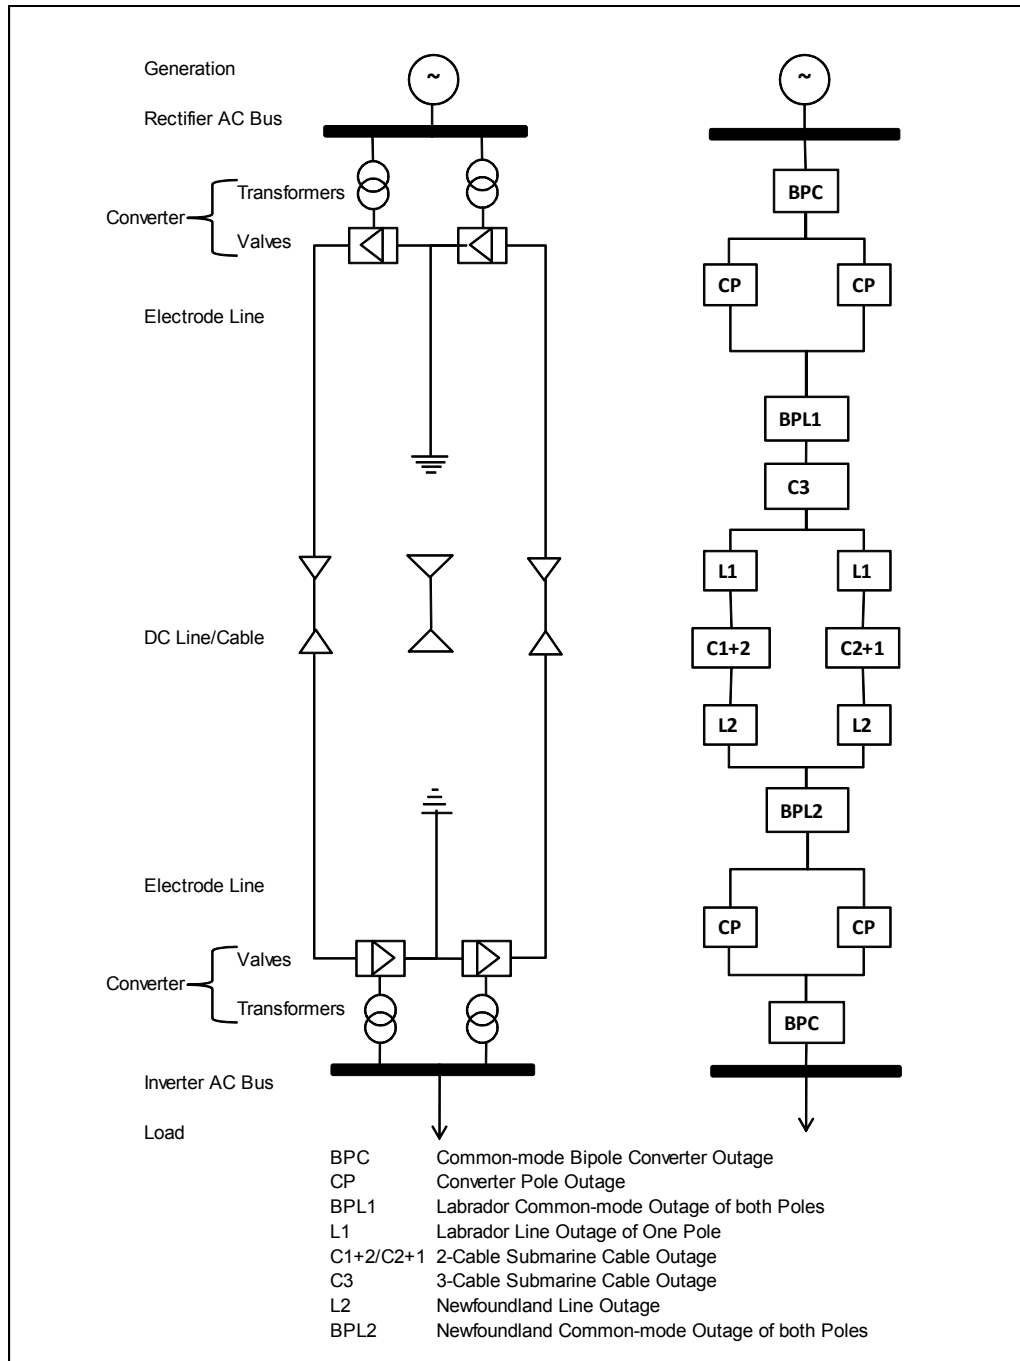 Generation
~
~
Rectifier AC Bus
Transformers
BPC
Converter
Valves
CP
CP
Electrode Line
BPL1
C3
L1
L1
DC Line/Cable
C1+2
C2+1
L2
L2
BPL2
Electrode Line
CP
CP
Valves
Converter
Transformers
BPC
Inverter AC Bus
Load
BPC Common-mode Bipole Converter Outage
CP Converter Pole Outage
BPL1 Labrador Common-mode Outage of both Poles
L1 Labrador Line Outage of One Pole
C1+2/C2+1 2-Cable Submarine Cable Outage
C3 3-Cable Submarine Cable Outage
L2 Newfoundland Line Outage
BPL2 Newfoundland Common-mode Outage of both Poles